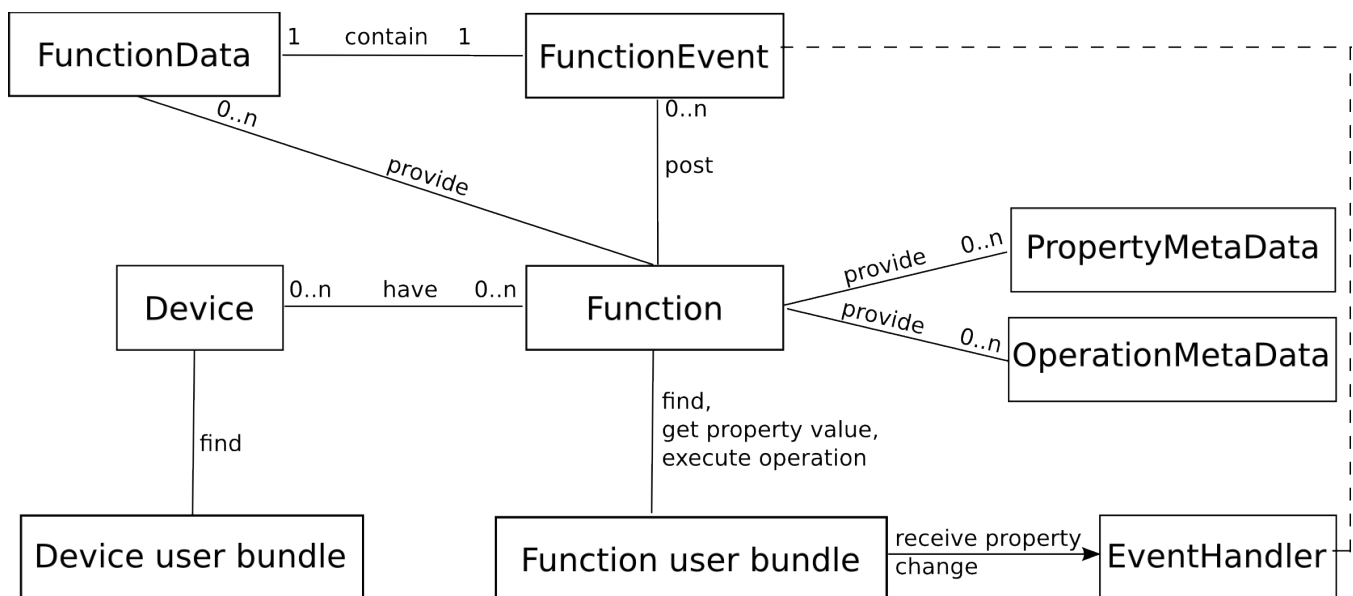 FunctionData
1 contain 1
FunctionEvent
0..n
0..n
provide
post
PropertyMetaData
provide
0..n
Device
0..n have 0..n
Function
provide
0..n
OperationMetaData
find
find,
get property value,
execute operation
Device user bundle
Function user bundle
receive property
change
EventHandler